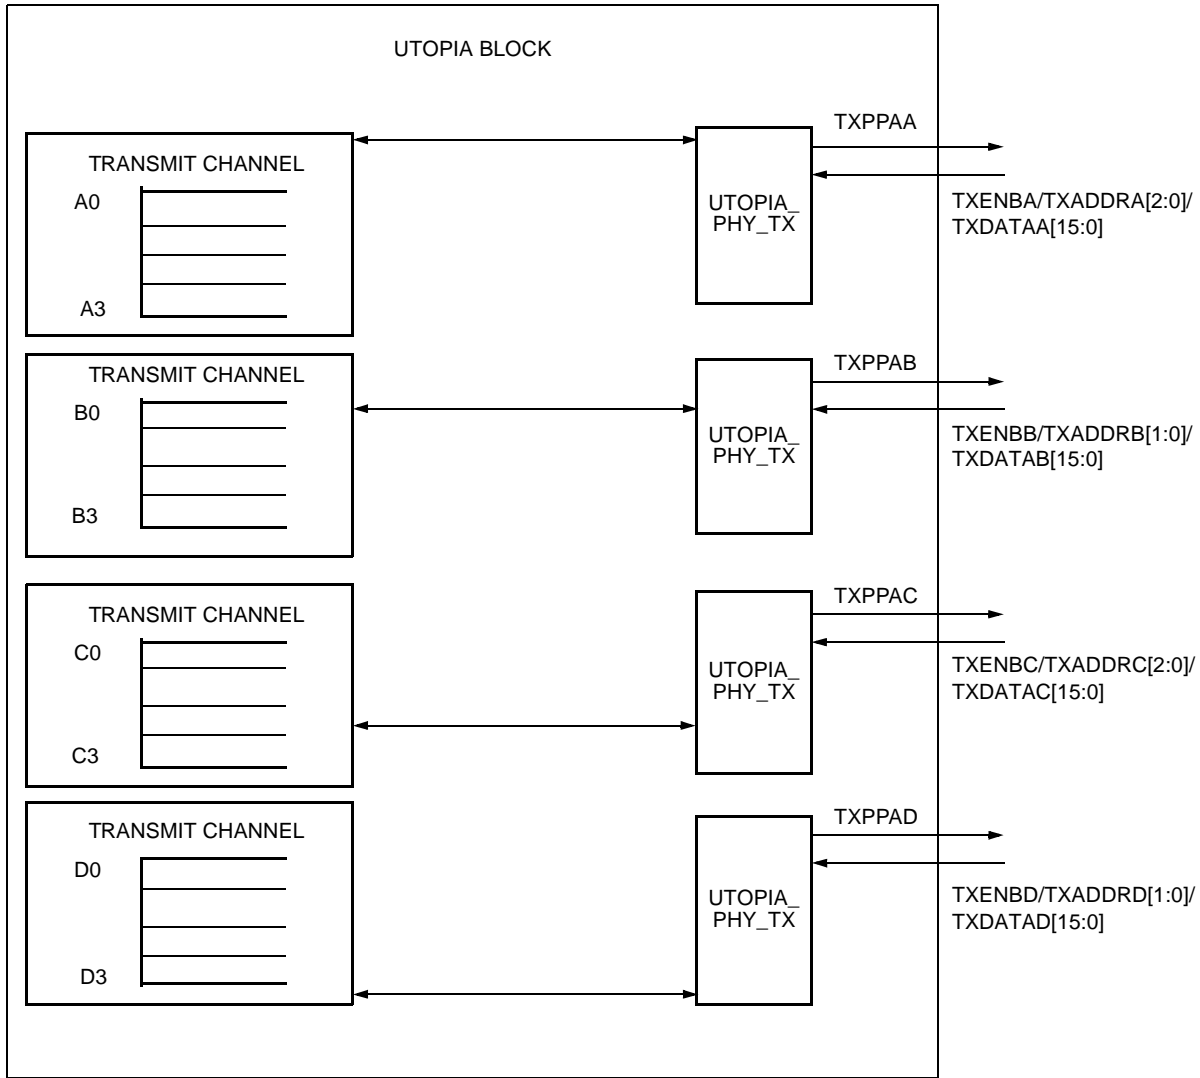 UTOPIA BLOCK
TXPPAA
TRANSMIT CHANNEL
A0
A3
UTOPIA_
PHY_TX
TXENBA/TXADDRA[2:0]/
TXDATAA[15:0]
TXPPAB
TRANSMIT CHANNEL
B0
B3
UTOPIA_
PHY_TX
TXENBB/TXADDRB[1:0]/
TXDATAB[15:0]
TXPPAC
TRANSMIT CHANNEL
C0
C3
UTOPIA_
PHY_TX
TXENBC/TXADDRC[2:0]/
TXDATAC[15:0]
TXPPAD
TRANSMIT CHANNEL
D0
D3
UTOPIA_
PHY_TX
TXENBD/TXADDRD[1:0]/
TXDATAD[15:0]